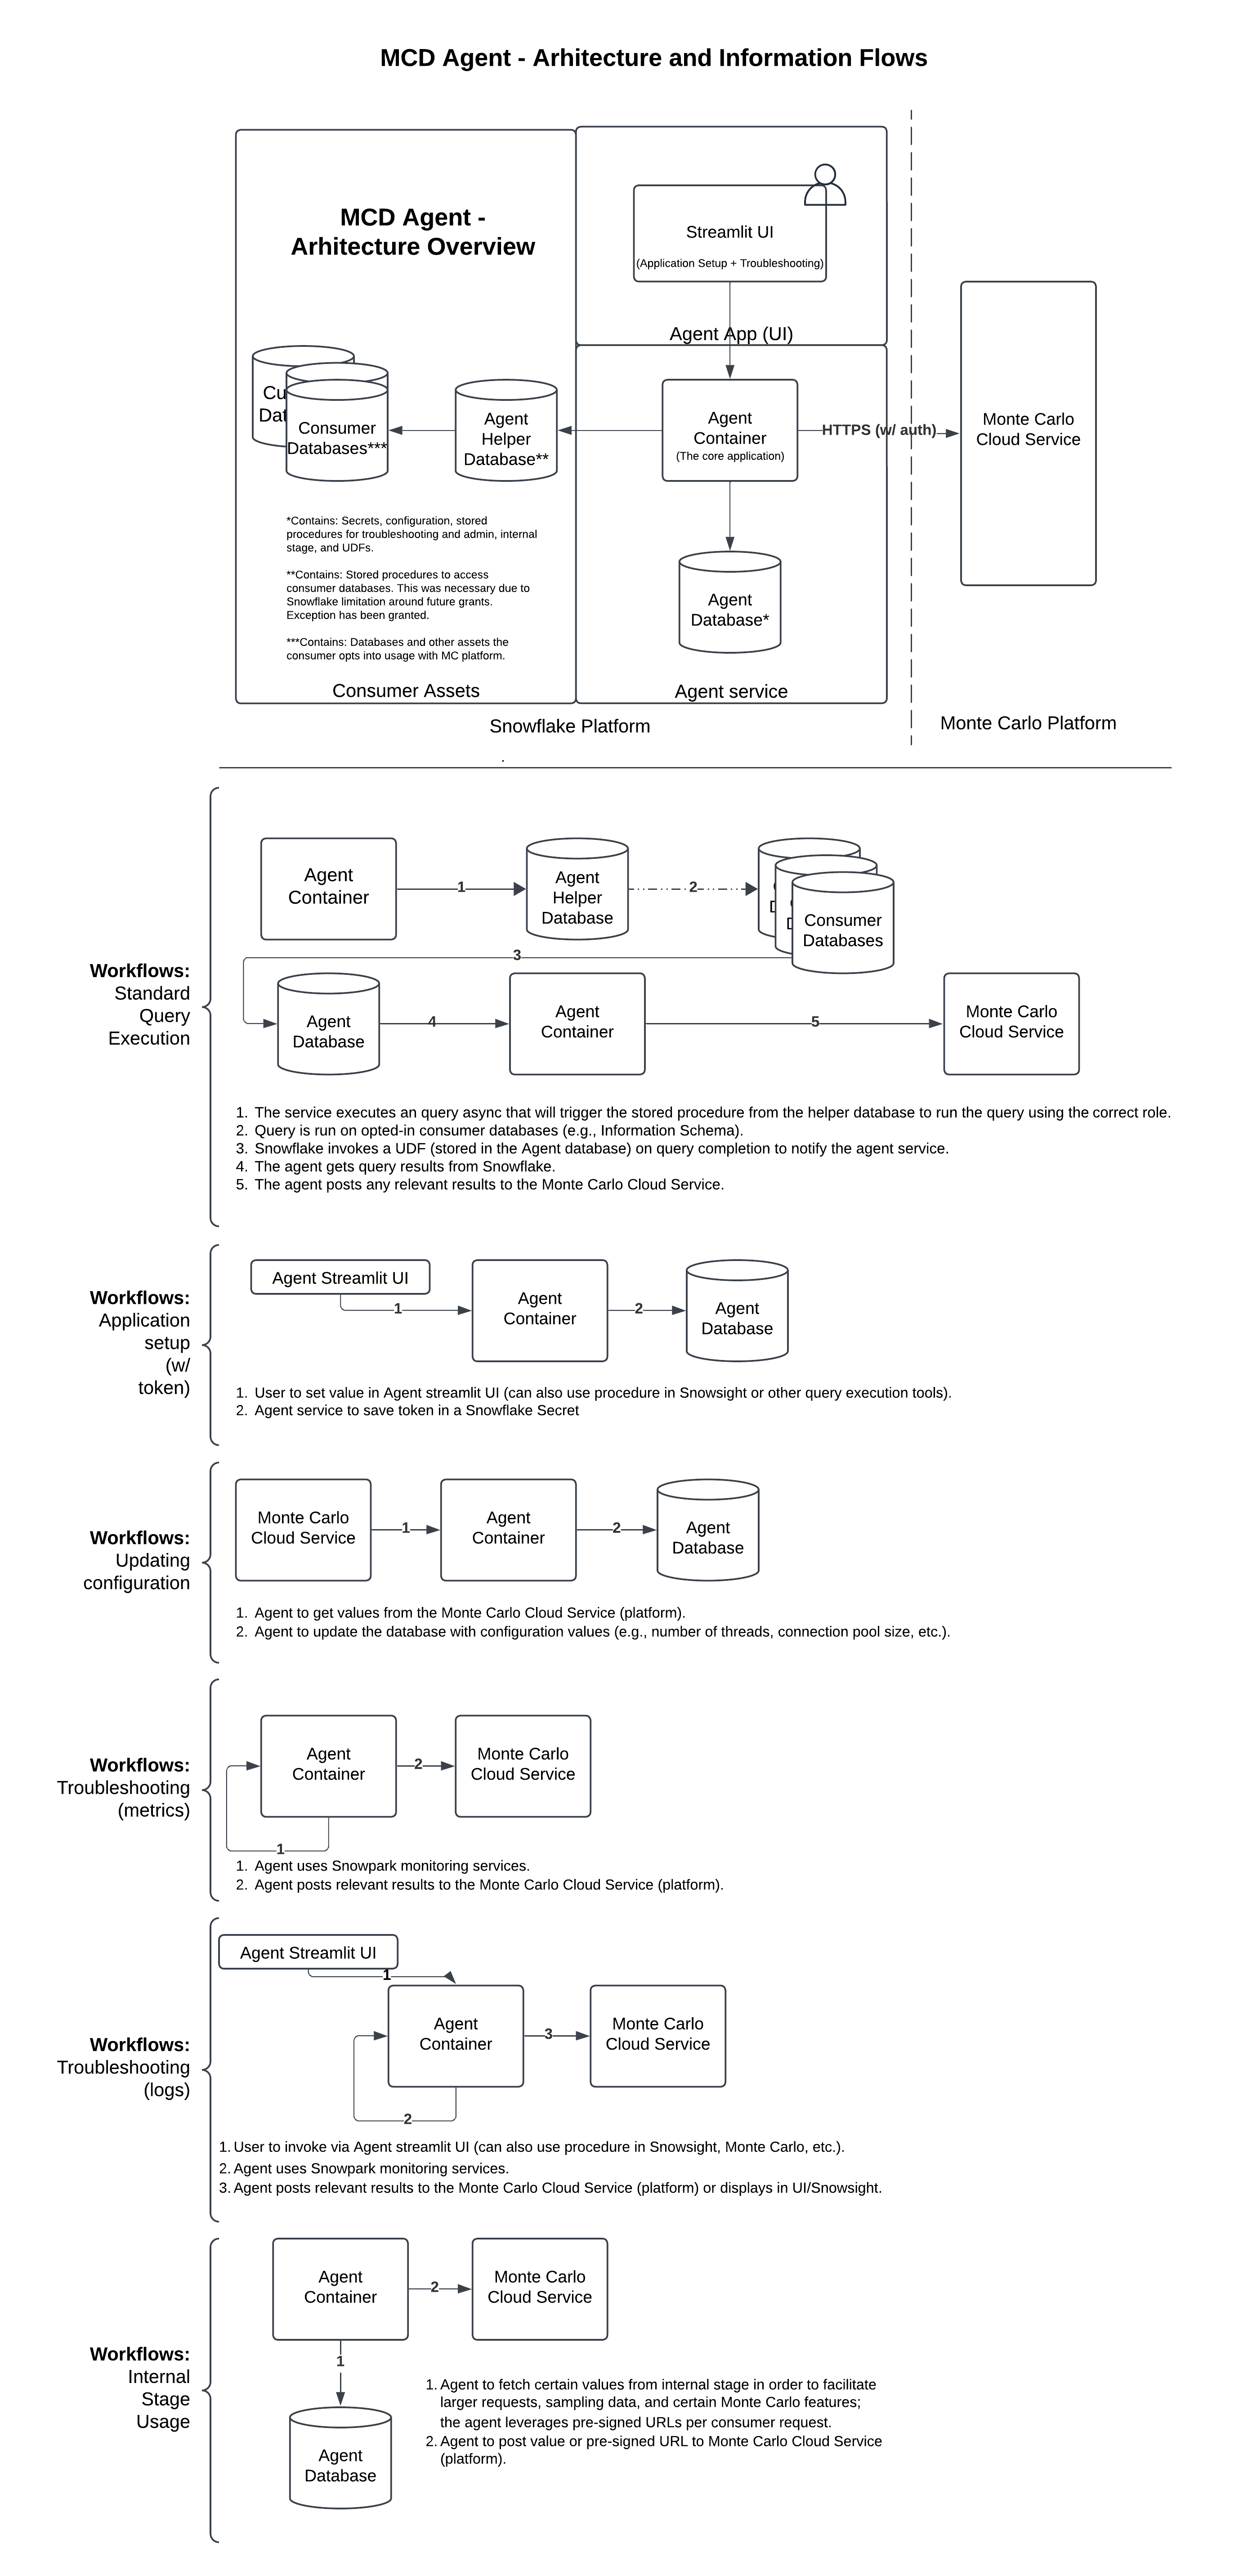 MCD Agent - Arhitecture and Information Flows
MCD Agent -
Arhitecture Overview
Streamlit UI
(Application Setup + Troubleshooting)
Agent App (UI)
Cu
Dat
Consumer
Databases***
Agent
Helper
Database**
Agent
Container
(The core application)
HTTPS (w/ auth)
Monte Carlo
Cloud Service
*Contains: Secrets, configuration, stored
procedures for troubleshooting and admin, internal
stage, and UDFs.
**Contains: Stored procedures to access
consumer databases. This was necessary due to
Snowflake limitation around future grants.
Exception has been granted.
***Contains: Databases and other assets the
consumer opts into usage with MC platform.
Agent
Database*
Consumer Assets
Agent service
Snowflake Platform
Monte Carlo Platform
.
Workflows:
Standard
Query
Execution
Agent
Container
1
Agent
Helper
Database
2
Consumer
Databases
3
Agent
Database
4
Agent
Container
5
Monte Carlo
Cloud Service
1. The service executes an query async that will trigger the stored procedure from the helper database to run the query using the correct role.
2. Query is run on opted-in consumer databases (e.g., Information Schema).
3. Snowflake invokes a UDF (stored in the Agent database) on query completion to notify the agent service.
4. The agent gets query results from Snowflake.
5. The agent posts any relevant results to the Monte Carlo Cloud Service.
Workflows:
Application
setup
(w/
token)
Agent Streamlit UI
1
Agent
Container
2
Agent
Database
1. User to set value in Agent streamlit UI (can also use procedure in Snowsight or other query execution tools).
2. Agent service to save token in a Snowflake Secret
Workflows:
Updating
configuration
Monte Carlo
Cloud Service
1
Agent
Container
2
Agent
Database
1. Agent to get values from the Monte Carlo Cloud Service (platform).
2. Agent to update the database with configuration values (e.g., number of threads, connection pool size, etc.).
Workflows:
Troubleshooting
(metrics)
Agent
Container
2
Monte Carlo
Cloud Service
1
1. Agent uses Snowpark monitoring services.
2. Agent posts relevant results to the Monte Carlo Cloud Service (platform).
Workflows:
Troubleshooting
(logs)
Agent Streamlit UI
1
Agent
Container
3
Monte Carlo
Cloud Service
2
1. User to invoke via Agent streamlit UI (can also use procedure in Snowsight, Monte Carlo, etc.).
2. Agent uses Snowpark monitoring services.
3. Agent posts relevant results to the Monte Carlo Cloud Service (platform) or displays in UI/Snowsight.
Workflows:
Internal
Stage
Usage
Agent
Container
2
Monte Carlo
Cloud Service
1
Agent
Database
1. Agent to fetch certain values from internal stage in order to facilitate
larger requests, sampling data, and certain Monte Carlo features;
the agent leverages pre-signed URLs per consumer request.
2. Agent to post value or pre-signed URL to Monte Carlo Cloud Service
(platform).